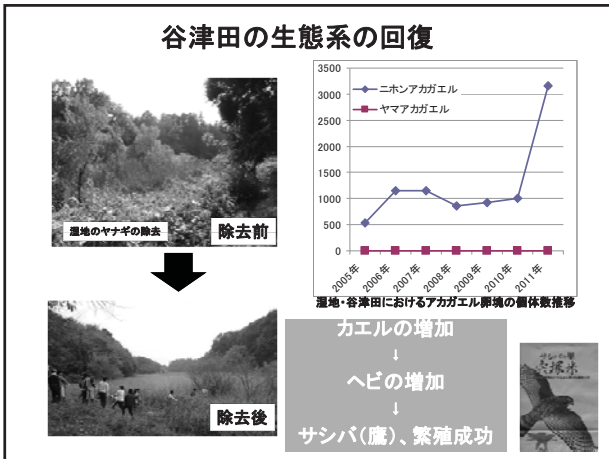 谷津田の生態系の回復
湿地のヤナギの除去
除去前
除去後
3500
3000
2500
2000
1500
1000
500
0
ニホンアカガエル
ヤマアカガエル
2005年
2006年
2007年
2008年
2009年
2010年
2011年
湿地・谷津田におけるアカガエル卵塊の個体数推移
カエルの増加
↓
ヘビの増加
↓
サシバ(鷹)、繁殖成功